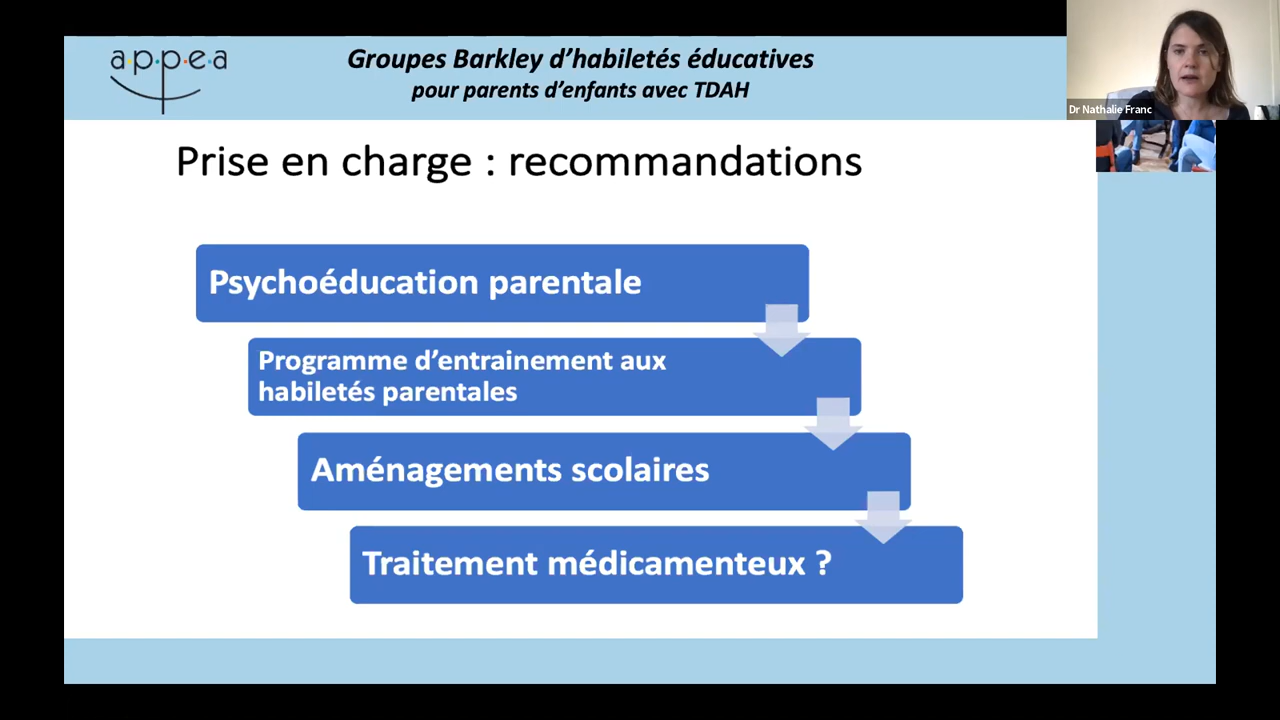 a.p.p.e.a
Groupes Barkley d'habiletés éducatives
pour parents d'enfants avec TDAH
Dr Nathalie Franc
Prise en charge : recommandations
Psychoéducation parentale
Programme d'entrainement aux
habiletés parentales
Aménagements scolaires
Traitement médicamenteux ?